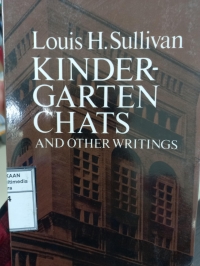 Louis H. Sullivan
KINDER-
GARTEN
CHATS
AND OTHER WRITINGS